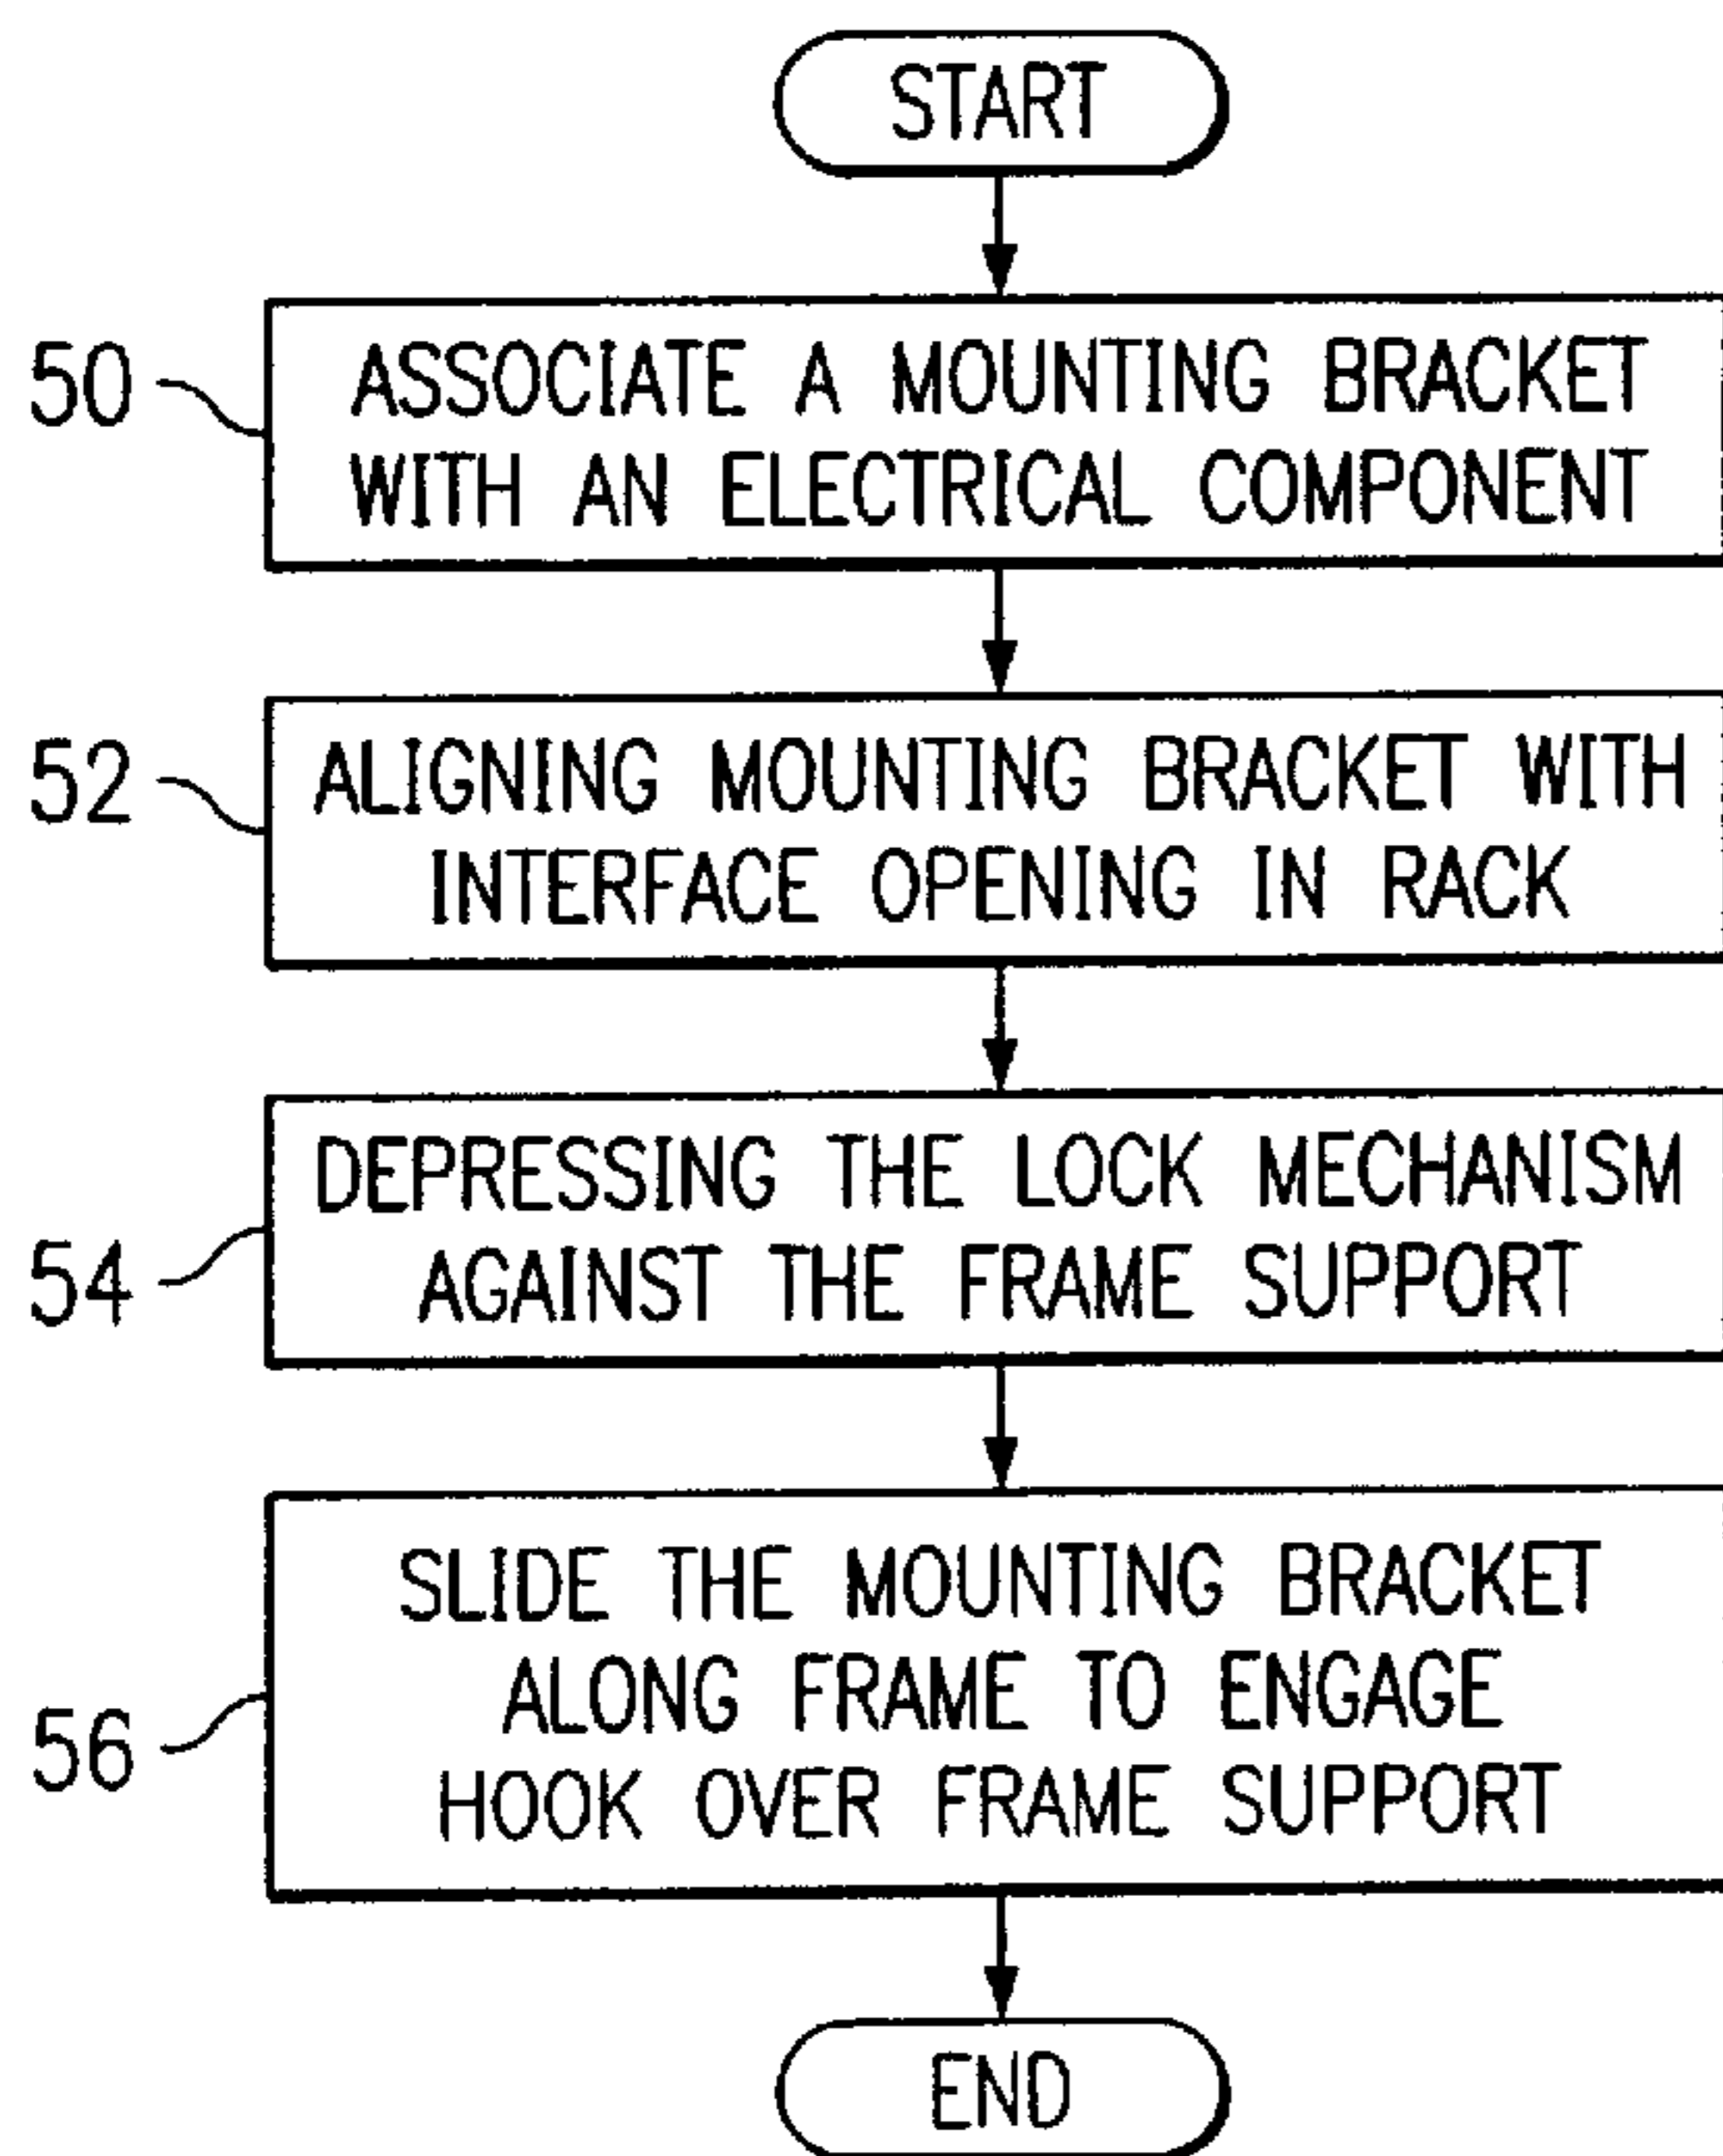 START
50
ASSOCIATE A MOUNTING BRACKET
WITH AN ELECTRICAL COMPONENT
52
ALIGNING MOUNTING BRACKET WITH
INTERFACE OPENING IN RACK
54
DEPRESSING THE LOCK MECHANISM
AGAINST THE FRAME SUPPORT
56
SLIDE THE MOUNTING BRACKET
ALONG FRAME TO ENGAGE
HOOK OVER FRAME SUPPORT
END